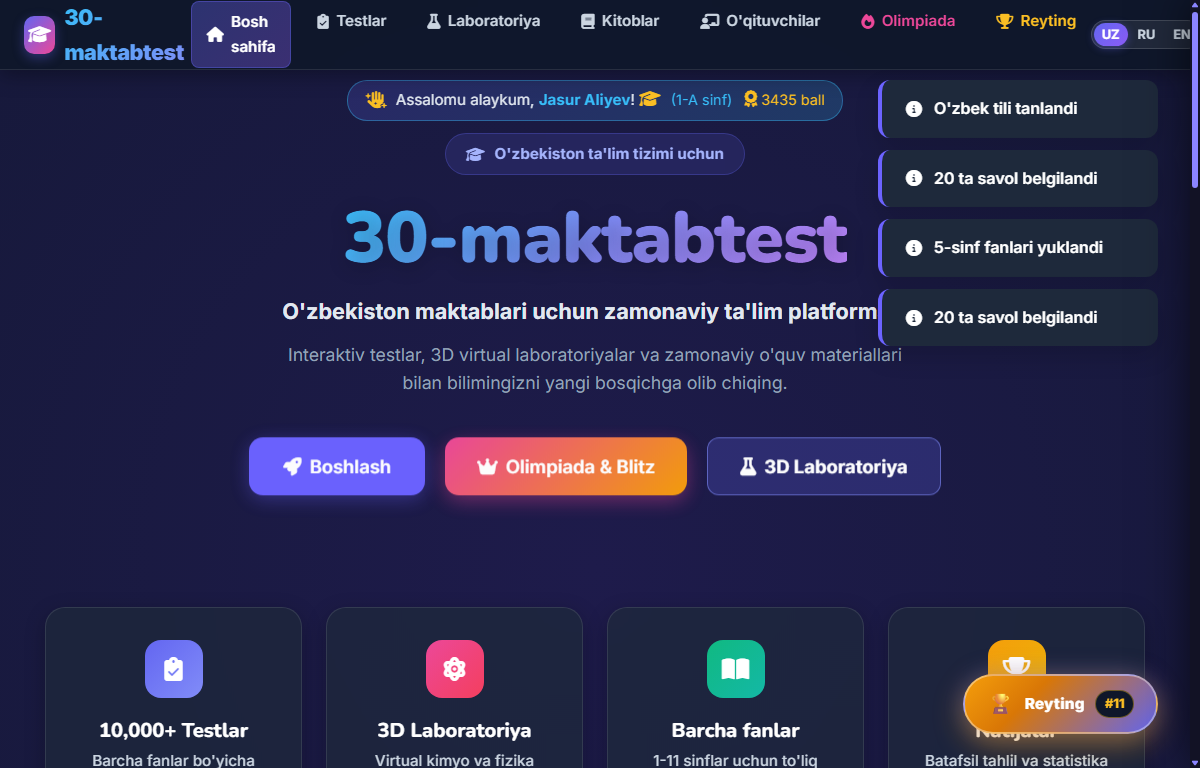 30-
maktabtest
Bosh
sahifa
Testlar
Laboratoriya
Kitoblar
O'qituvchilar
Olimpiada
Reyting
UZ RU EN
Assalomu alaykum, Jasur Aliyev! (1-A sinf) 3435 ball
O'zbekiston ta'lim tizimi uchun
30-maktabtest
O'zbekiston maktablari uchun zamonaviy ta'lim platform
Interaktiv testlar, 3D virtual laboratoriyalar va zamonaviy o'quv materiallari
bilan bilimingizni yangi bosqichga olib chiqing.
O'zbek tili tanlandi
20 ta savol belgilandi
5-sinf fanlari yuklandi
20 ta savol belgilandi
Boshlash
Olimpiada & Blitz
3D Laboratoriya
10,000+ Testlar
Barcha fanlar bo'yicha
3D Laboratoriya
Virtual kimyo va fizika
Barcha fanlar
1-11 sinflar uchun to'liq
Reyting #11
Natijalar
Batafsil tahlil va statistika